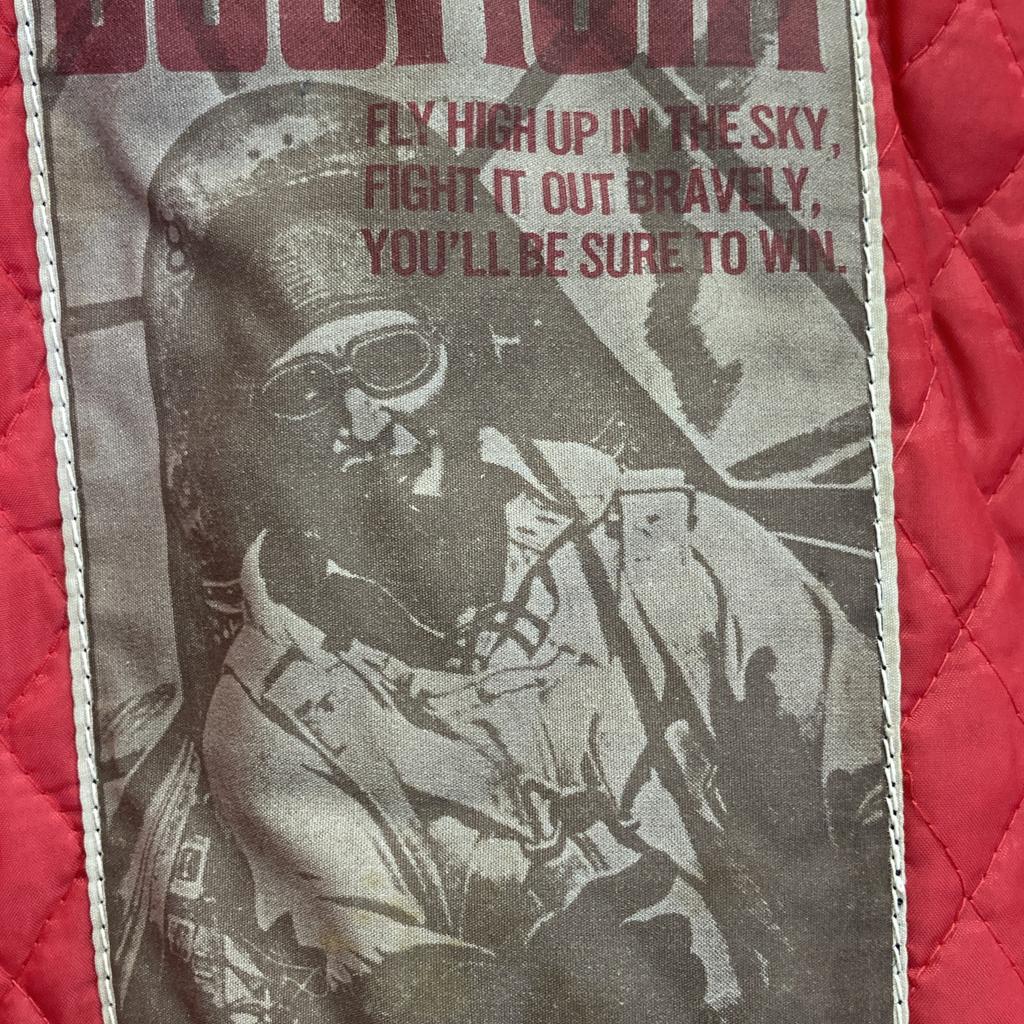 FLY HIGH UP IN THE SKY,
FIGHT IT OUT BRAVELY,
YOU'LL BE SURE TO WIN.